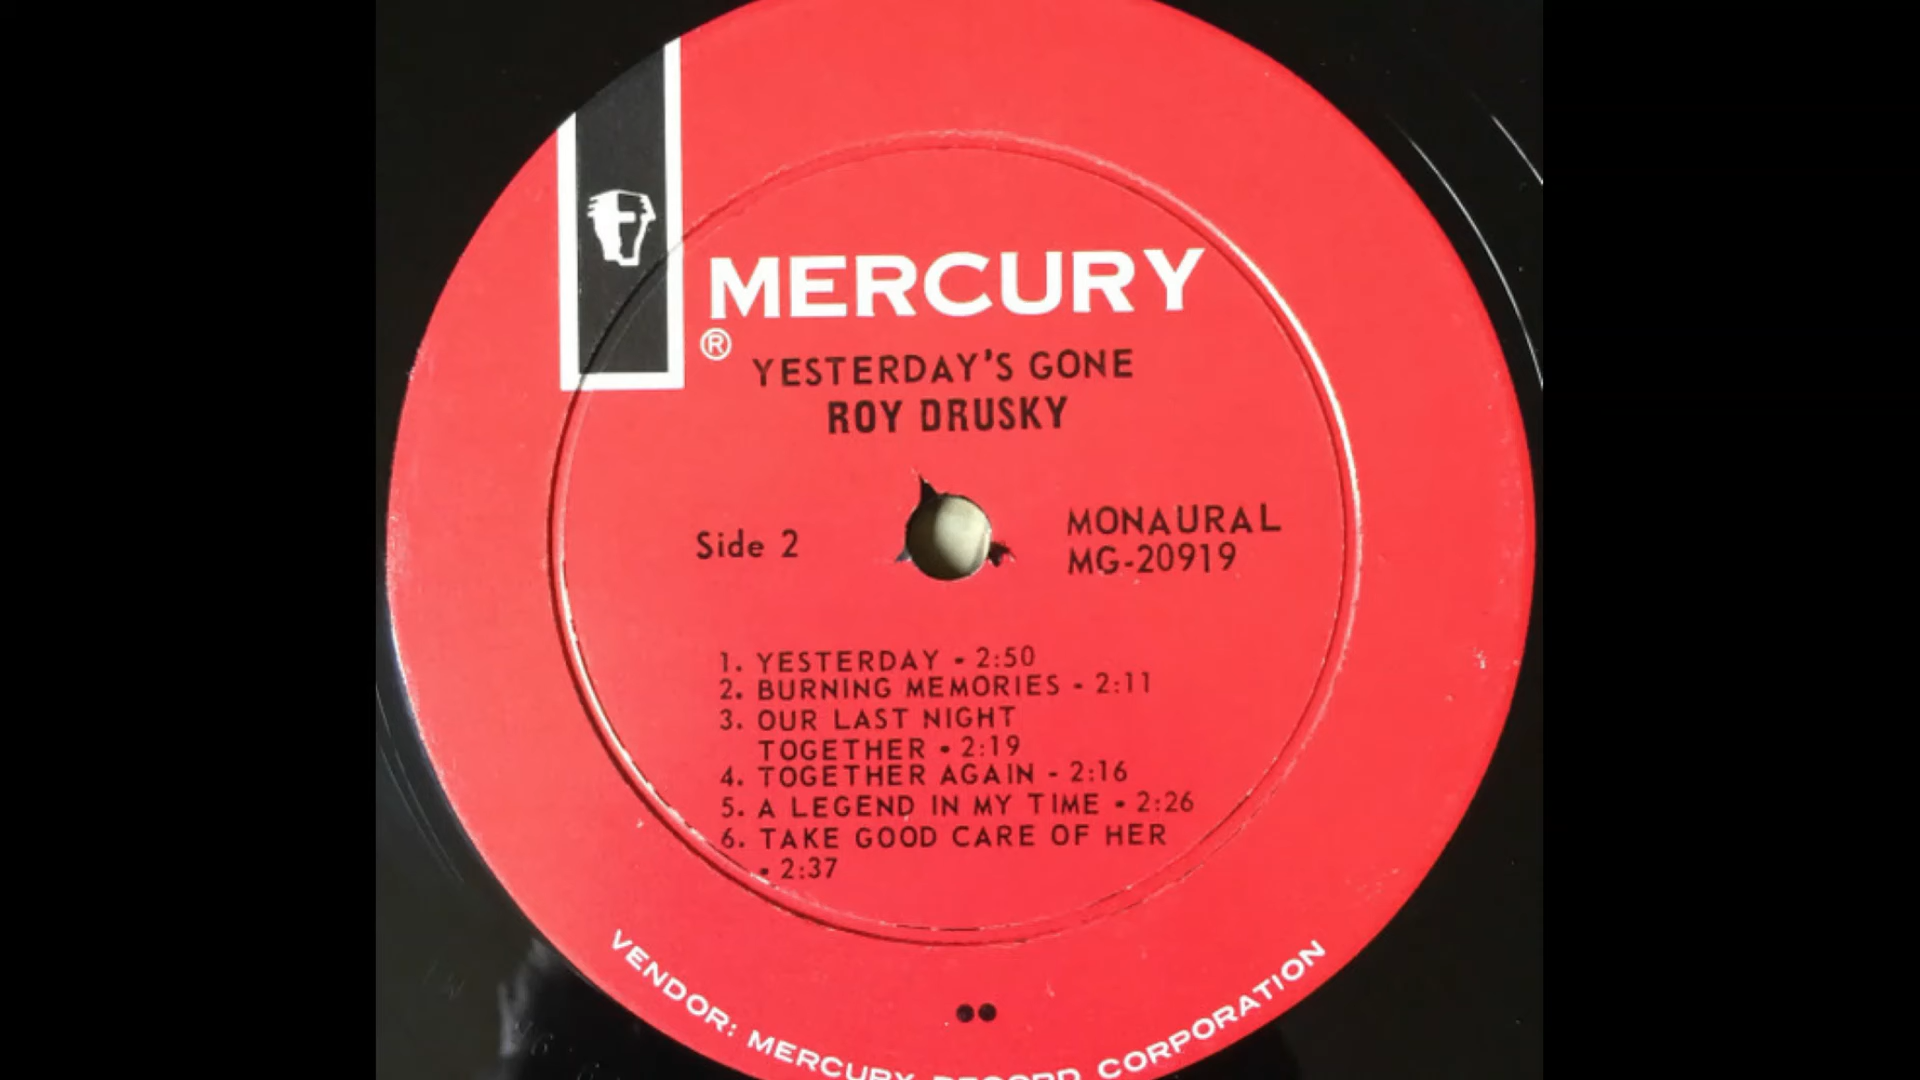 MERCURY
®
YESTERDAY'S GONE
ROY DRUSKY
Side 2
MONAURAL
MG-20919
1. YESTERDAY - 2:50
2. BURNING MEMORIES - 2:11
3. OUR LAST NIGHT
TOGETHER - 2:19
4. TOGETHER AGAIN - 2:16
5. A LEGEND IN MY TIME - 2:26
6. TAKE GOOD CARE OF HER
- 2:37
VENDOR: MERCURY RECORD CORPORATION